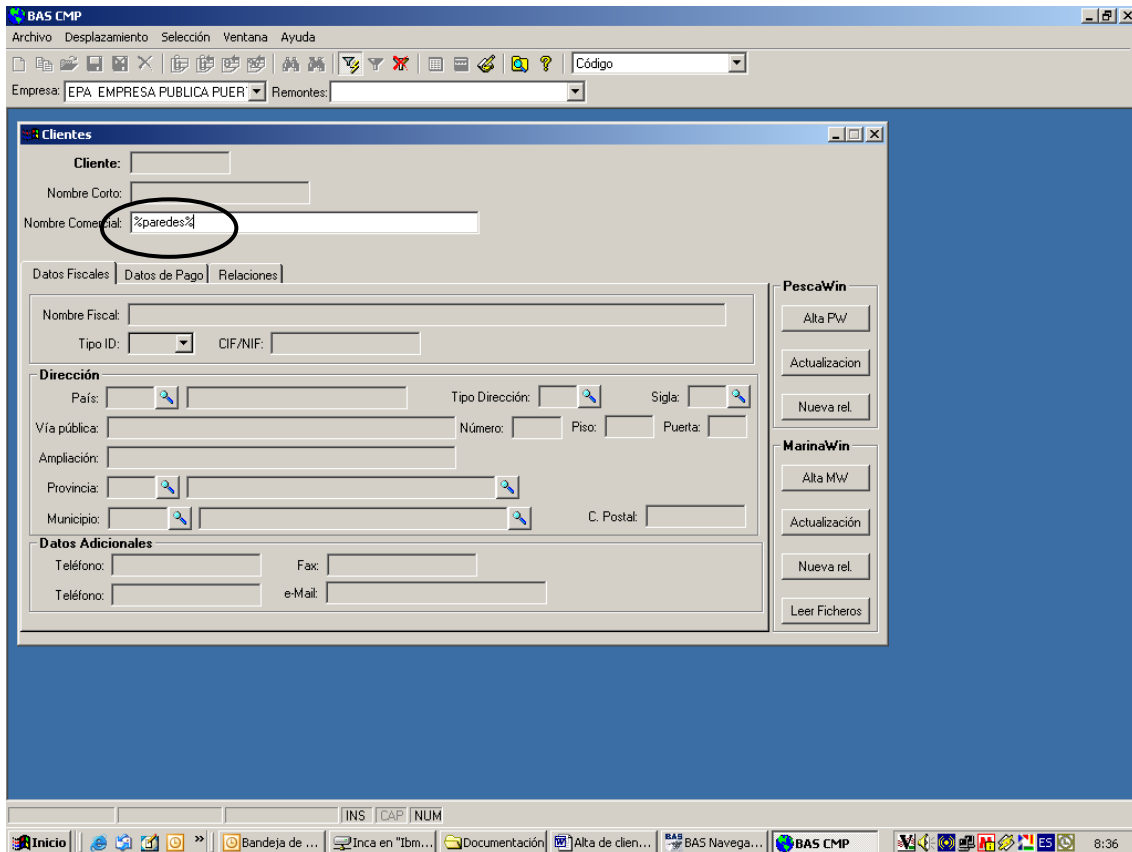 BAS CMP
Archivo Desplazamiento Selección Ventana Ayuda
Código
Empresa: EPA EMPRESA PUBLICA PUER Remontes:
Clientes
Cliente:
Nombre Corto:
Nombre Comercial: %paredes%
Datos Fiscales Datos de Pago Relaciones
PescaWin
Nombre Fiscal:
Alta PW
Tipo ID: CIF/NIF:
Actualizacion
Dirección
País: Tipo Dirección: Sigla:
Nueva rel.
Vía pública: Número: Piso: Puerta:
MarinaWin
Ampliación:
Alta MW
Provincia:
Municipio: C. Postal:
Actualización
Datos Adicionales
Teléfono: Fax:
Nueva rel.
Teléfono: e-Mail:
Leer Ficheros
INS CAP NUM
Inicio » Bandeja de ... Inca en "Ibm... Documentación Alta de clien... BAS Navega... BAS CMP ES 8:36